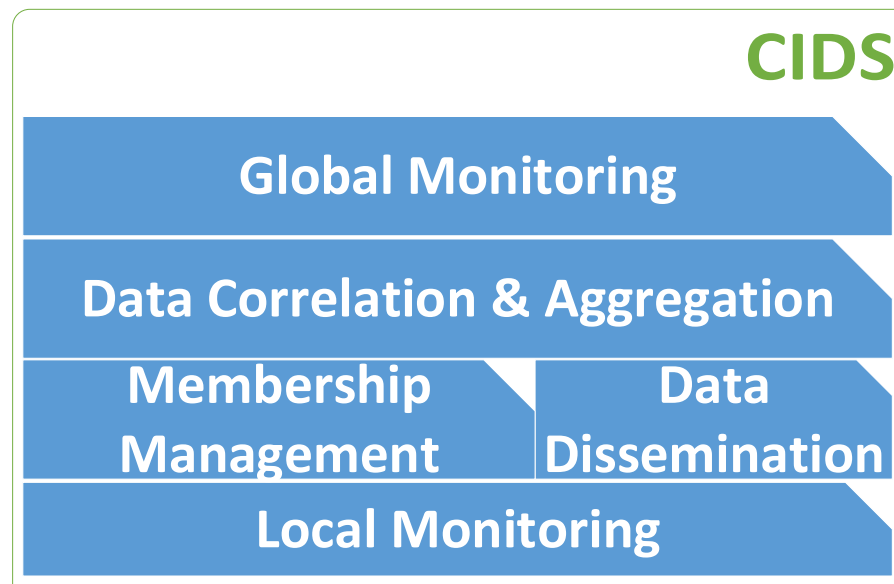 CIDS
Global Monitoring
Data Correlation & Aggregation
Membership
Management
Data
Dissemination
Local Monitoring